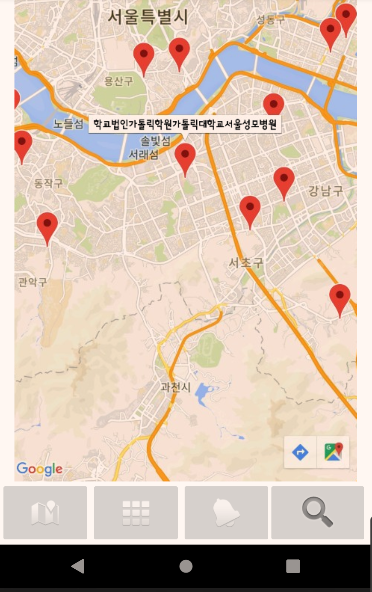 서울특별시
성동구
용산구
노들섬
학교법인가톨릭학원가톨릭대학교서울성모병원
솔빛섬
서래섬
동작구
강남구
서초구
관악구
과천시
Google